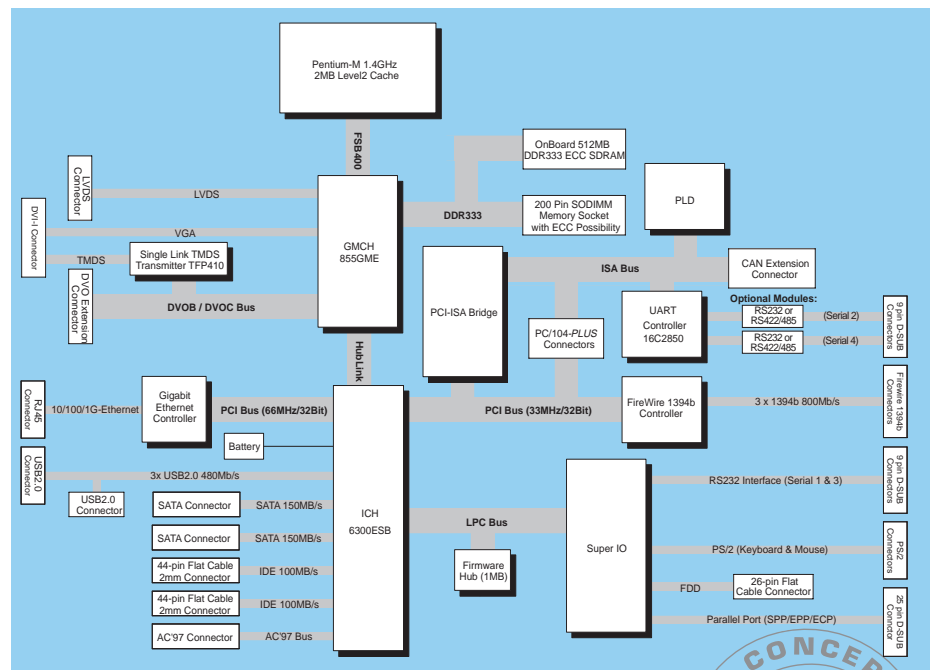 Pentium-M 1.4GHz
2MB Level2 Cache
FSB400
OnBoard 512MB
DDR333 ECC SDRAM
LVDS
Connector
LVDS
DVI-I Connector
VGA
GMCH
855GME
DDR333
200 Pin SODIMM
Memory Socket
with ECC Possibility
PLD
TMDS
Single Link TMDS
Transmitter TFP410
DVO Extension
Connector
DVOB / DVOC Bus
PCI-ISA Bridge
ISA Bus
CAN Extension
Connector
Optional Modules:
UART
Controller
16C2850
RS232 or
RS422/485
(Serial 2)
RS232 or
RS422/485
(Serial 4)
9 pin D-SUB
Connectors
PC/104-PLUS
Connectors
HubLink
RJ45
Connector
10/100/1G-Ethernet
Gigabit
Ethernet
Controller
PCI Bus (66MHz/32Bit)
PCI Bus (33MHz/32Bit)
FireWire 1394b
Controller
3 x 1394b 800Mb/s
Firewire 1394b
Connectors
Battery
USB2.0
Connector
3x USB2.0 480Mb/s
USB2.0
Connector
ICH
6300ESB
SATA Connector
SATA 150MB/s
SATA Connector
SATA 150MB/s
44-pin Flat Cable
2mm Connector
IDE 100MB/s
44-pin Flat Cable
2mm Connector
IDE 100MB/s
AC'97 Connector
AC'97 Bus
LPC Bus
Firmware
Hub (1MB)
Super IO
RS232 Interface (Serial 1 & 3)
9 pin D-SUB
Connectors
PS/2 (Keyboard & Mouse)
PS/2
Connectors
FDD
26-pin Flat
Cable Connector
Parallel Port (SPP/EPP/ECP)
25 pin D-SUB
Connctor
CONCEP